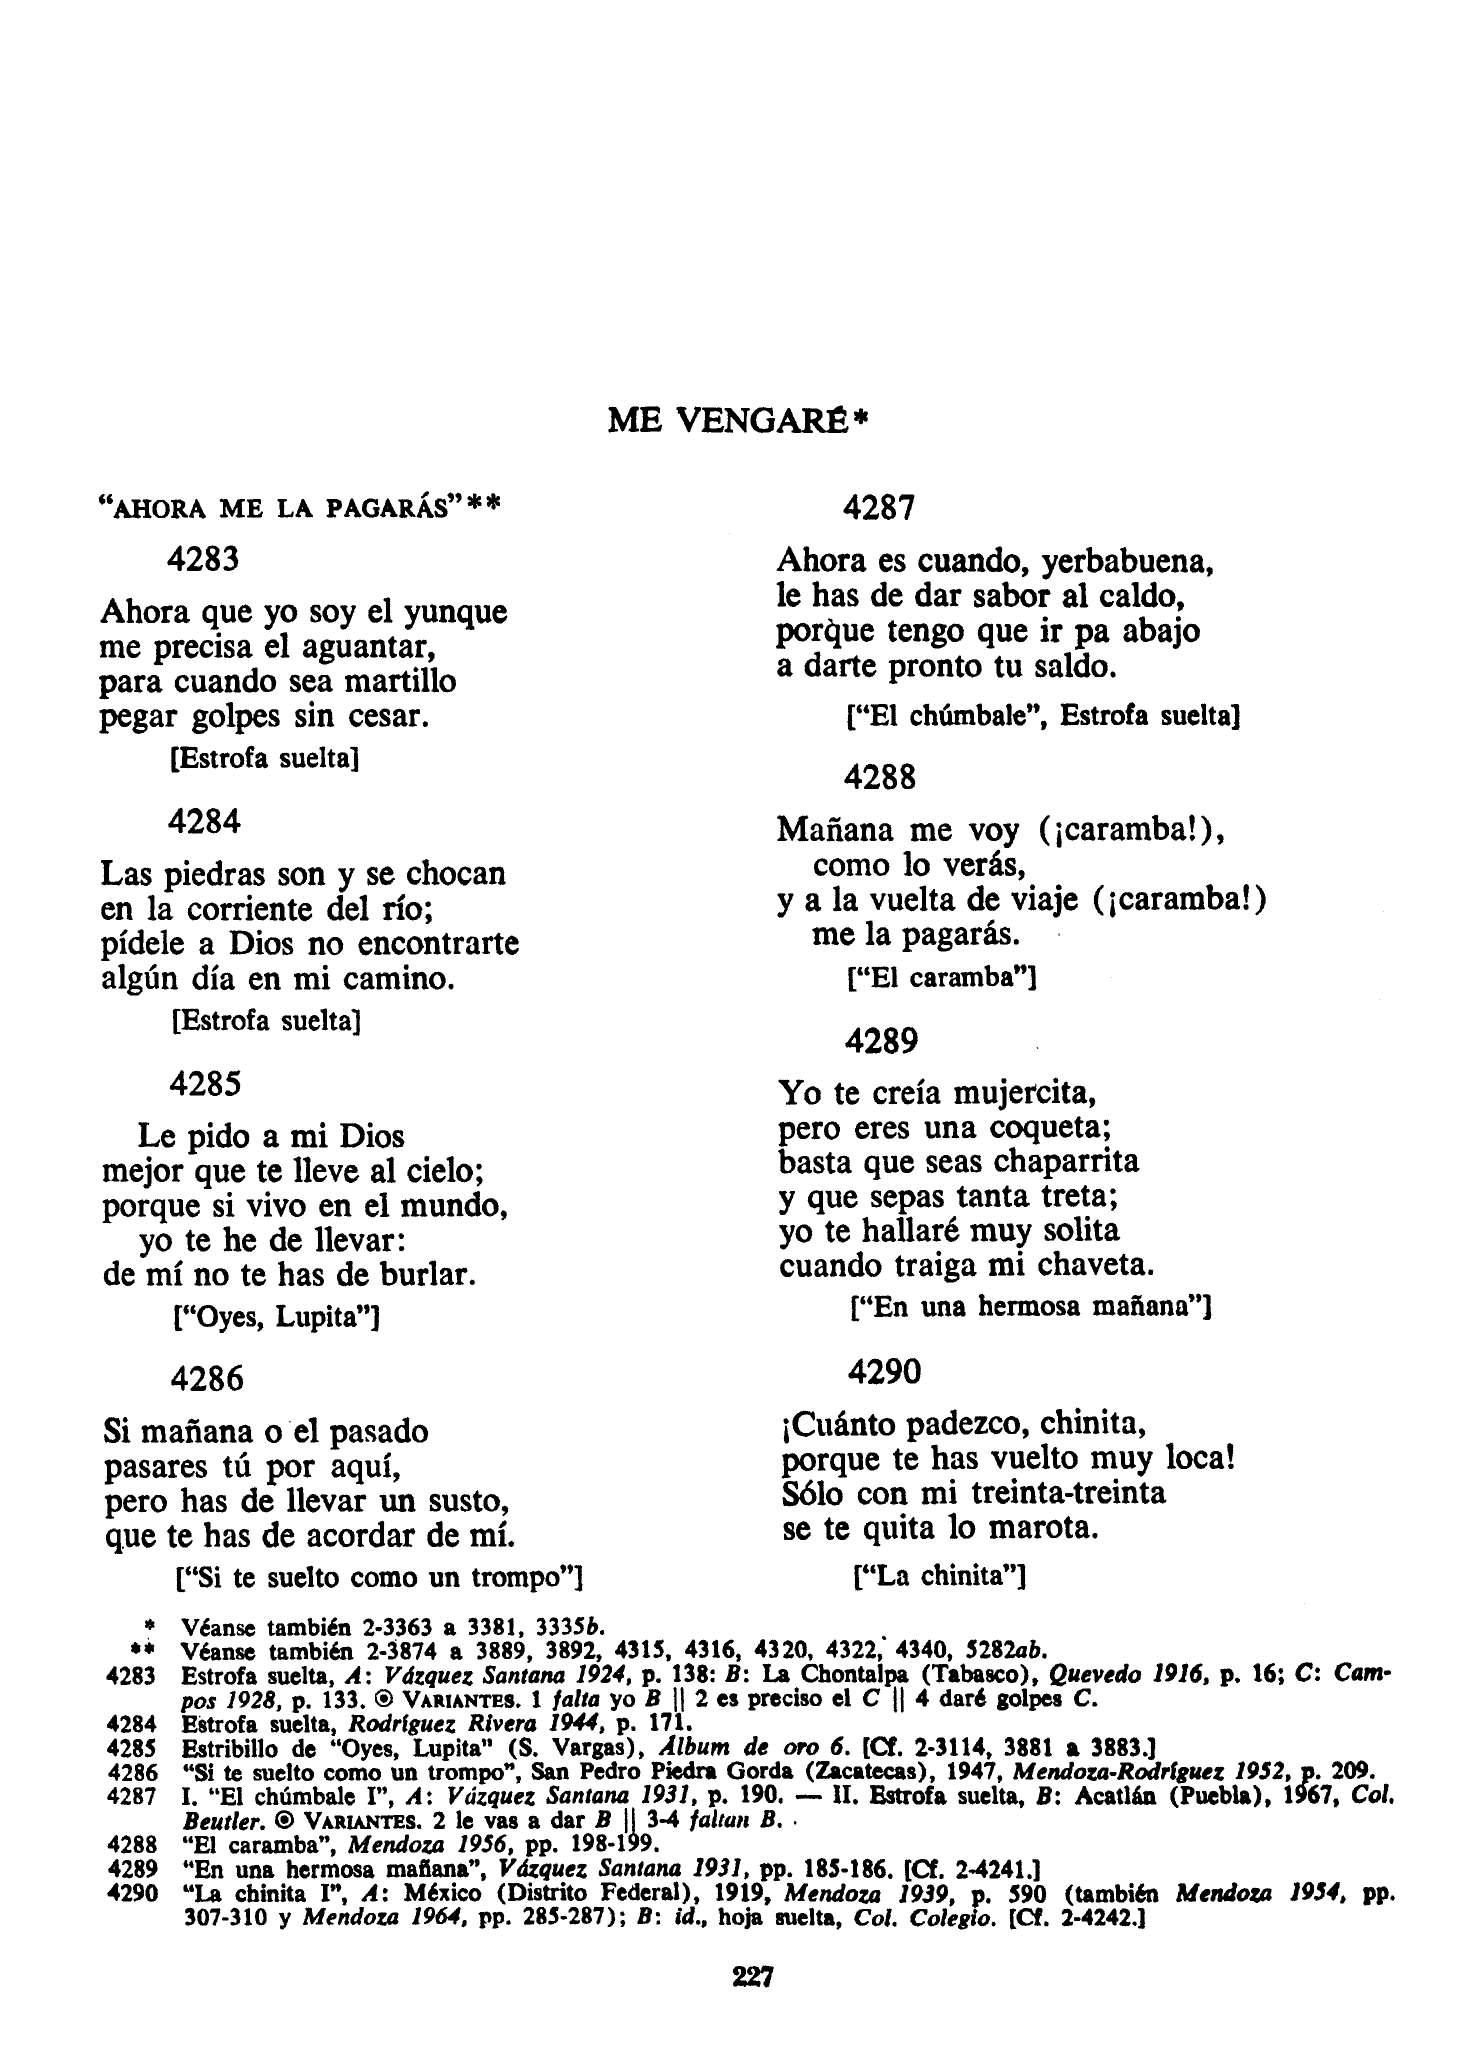 ME VENGARÉ*
“AHORA ME LA PAGARÁS”**
4283
Ahora que yo soy el yunque
me precisa el aguantar,
para cuando sea martillo
pegar golpes sin cesar.
[Estrofa suelta]
4284
Las piedras son y se chocan
en la corriente del río;
pídele a Dios no encontrarte
algún día en mi camino.
[Estrofa suelta]
4285
Le pido a mi Dios
mejor que te lleve al cielo;
porque si vivo en el mundo,
yo te he de llevar:
de mí no te has de burlar.
[“Oyes, Lupita”]
4286
Si mañana o el pasado
pasares tú por aquí,
pero has de llevar un susto,
que te has de acordar de mí.
[“Si te suelto como un trompo”]
4287
Ahora es cuando, yerbabuena,
le has de dar sabor al caldo,
porque tengo que ir pa abajo
a darte pronto tu saldo.
[“El chúmbale”, Estrofa suelta]
4288
Mañana me voy (¡caramba!),
como lo verás,
y a la vuelta de viaje (¡caramba!)
me la pagarás.
[“El caramba”]
4289
Yo te creía mujercita,
pero eres una coqueta;
basta que seas chaparrita
y que sepas tanta treta;
yo te hallaré muy solita
cuando traiga mi chaveta.
[“En una hermosa mañana”]
4290
¡Cuánto padezco, chinita,
porque te has vuelto muy loca!
Sólo con mi treinta-treinta
se te quita lo marota.
[“La chinita”]
* Véanse también 2-3363 a 3381, 3335b.
** Véanse también 2-3874 a 3889, 3892, 4315, 4316, 4320, 4322, 4340, 5282ab.
4283 Estrofa suelta, A: Vázquez Santana 1924, p. 138: B: La Chontalpa (Tabasco), Quevedo 1916, p. 16; C: Cam-
pos 1928, p. 133. ® VARIANTES. 1 falta yo B || 2 es preciso el C || 4 daré golpes C.
4284 Estrofa suelta, Rodríguez Rivera 1944, p. 171.
4285 Estribillo de “Oyes, Lupita” (S. Vargas), Álbum de oro 6. [Cf. 2-3114, 3881 a 3883.]
4286 “Si te suelto como un trompo”, San Pedro Piedra Gorda (Zacatecas), 1947, Mendoza-Rodríguez 1952, p. 209.
4287 I. “El chúmbale I”, A: Vázquez Santana 1931, p. 190. — II. Estrofa suelta, B: Acatlán (Puebla), 1967, Col.
Beutler. ® VARIANTES. 2 le vas a dar B || 3-4 faltan B.
4288 “El caramba”, Mendoza 1956, pp. 198-199.
4289 “En una hermosa mañana”, Vázquez Santana 1931, pp. 185-186. [Cf. 2-4241.]
4290 “La chinita I”, A: México (Distrito Federal), 1919, Mendoza 1939, p. 590 (también Mendoza 1954, pp.
307-310 y Mendoza 1964, pp. 285-287); B: id., hoja suelta, Col. Colegio. [Cf. 2-4242.]
227